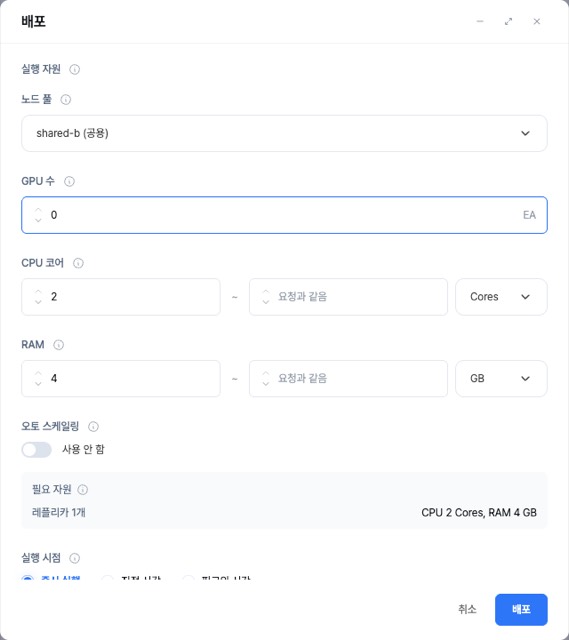 배포
실행 자원
노드 풀
shared-b (공용)
GPU 수
0 EA
CPU 코어
2 ~ 요청과 같음 Cores
RAM
4 ~ 요청과 같음 GB
오토 스케일링
사용 안 함
필요 자원
레플리카 1개 CPU 2 Cores, RAM 4 GB
실행 시점
취소 배포